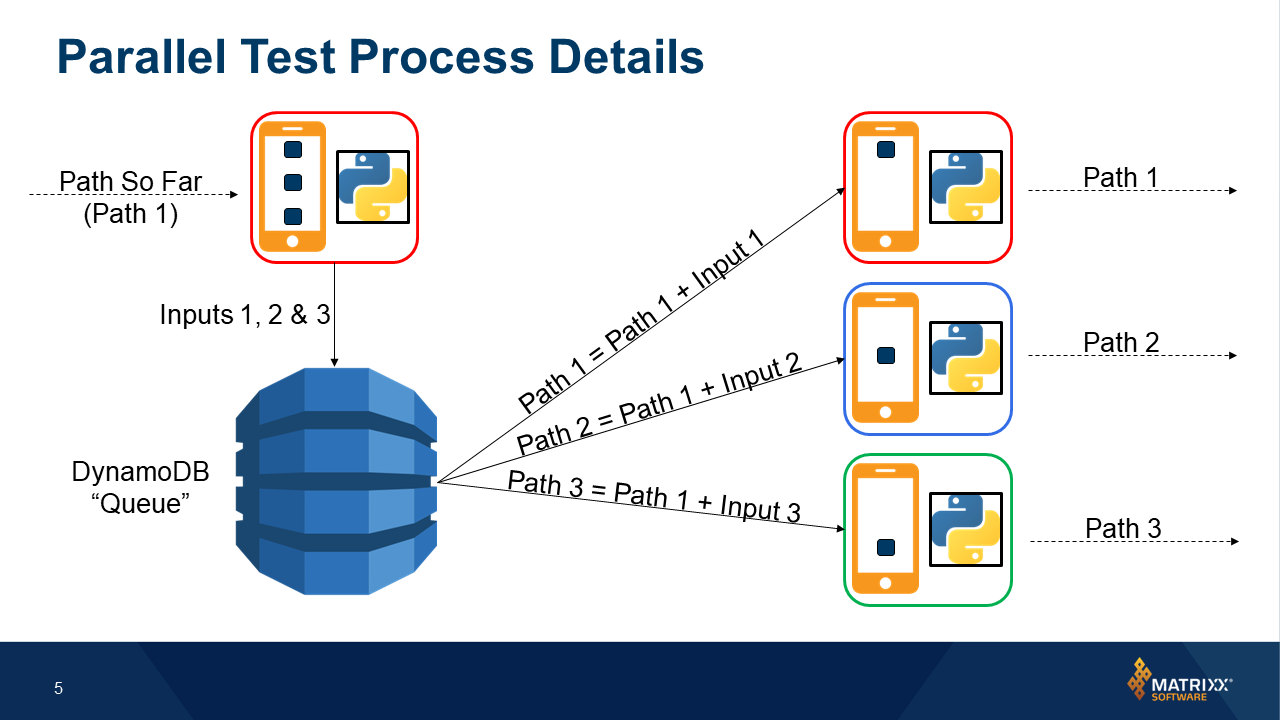 Parallel Test Process Details
Path So Far
(Path 1)
Inputs 1, 2 & 3
DynamoDB
“Queue”
Path 1 = Path 1 + Input 1
Path 2 = Path 1 + Input 2
Path 3 = Path 1 + Input 3
Path 1
Path 2
Path 3
5
MATRIXX®
SOFTWARE